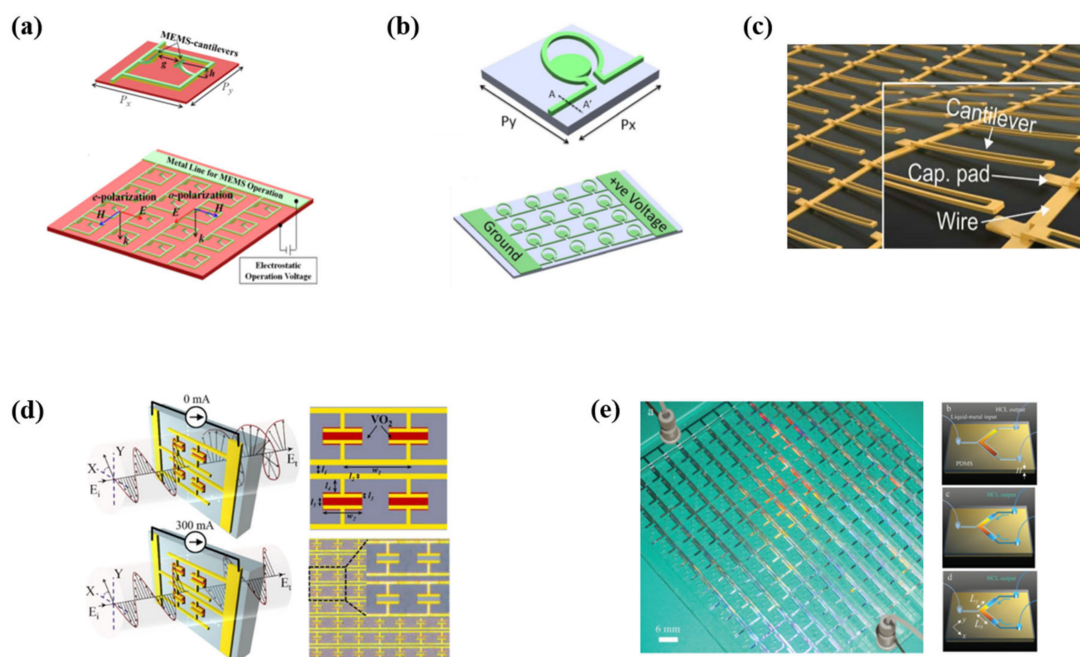 (a)
MEMS-cantilevers
g
h
Px
Py
Metal Line for MEMS Operation
e-polarization
o-polarization
H
E
E
H
k
k
Electrostatic
Operation Voltage
(b)
A
A'
Py
Px
Ground
+ve Voltage
(c)
Cantilever
Cap. pad
Wire
(d)
0 mA
X
Y
Ei
Et
300 mA
X
Y
Ei
Et
VO2
w2
l2
(e)
a
6 mm
b
HCL output
Liquid-metal input
PDMS
H
c
HCL output
d
HCL output
y
x